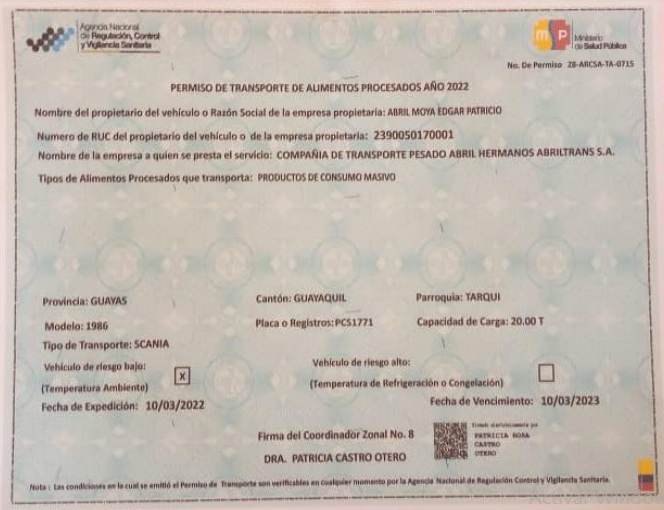 Agencia Nacional
de Regulación, Control
y Vigilancia Sanitaria
mSp
Ministerio
de Salud Pública
No. De Permiso Z8-ARCSA-TA-0715
PERMISO DE TRANSPORTE DE ALIMENTOS PROCESADOS AÑO 2022
Nombre del propietario del vehículo o Razón Social de la empresa propietaria: ABRIL MOYA EDGAR PATRICIO
Numero de RUC del propietario del vehículo o de la empresa propietaria: 2390050170001
Nombre de la empresa a quien se presta el servicio: COMPAÑIA DE TRANSPORTE PESADO ABRIL HERMANOS ABRILTRANS S.A.
Tipos de Alimentos Procesados que transporta: PRODUCTOS DE CONSUMO MASIVO
Provincia: GUAYAS Cantón: GUAYAQUIL Parroquia: TARQUI
Modelo: 1986 Placa o Registros:PCS1771 Capacidad de Carga: 20.00 T
Tipo de Transporte: SCANIA
Vehículo de riesgo bajo: X Vehículo de riesgo alto:
(Temperatura Ambiente) (Temperatura de Refrigeración o Congelación)
Fecha de Expedición: 10/03/2022 Fecha de Vencimiento: 10/03/2023
Firma del Coordinador Zonal No. 8
DRA. PATRICIA CASTRO OTERO
Firmado electrónicamente por
PATRICIA ROSA
CASTRO
OTERO
Nota : Las condiciones en la cual se emitió el Permiso de Transporte son verificables en cualquier momento por la Agencia Nacional de Regulación Control y Vigilancia Sanitaria.